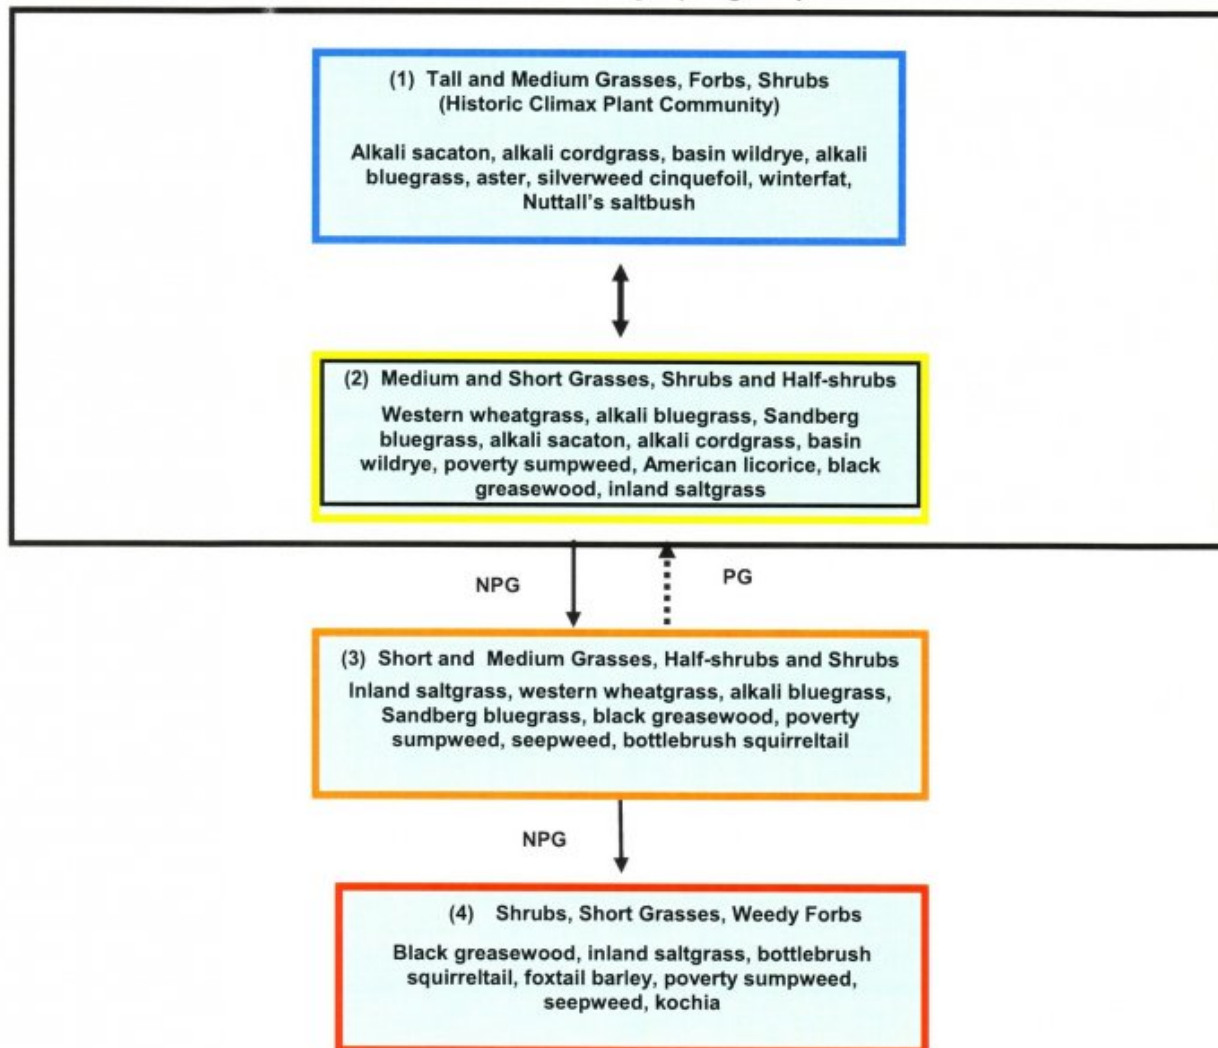 (1) Tall and Medium Grasses, Forbs, Shrubs
(Historic Climax Plant Community)
Alkali sacaton, alkali cordgrass, basin wildrye, alkali
bluegrass, aster, silverweed cinquefoil, winterfat,
Nuttall's saltbush
(2) Medium and Short Grasses, Shrubs and Half-shrubs
Western wheatgrass, alkali bluegrass, Sandberg
bluegrass, alkali sacaton, alkali cordgrass, basin
wildrye, poverty sumpweed, American licorice, black
greasewood, inland saltgrass
NPG
PG
(3) Short and Medium Grasses, Half-shrubs and Shrubs
Inland saltgrass, western wheatgrass, alkali bluegrass,
Sandberg bluegrass, black greasewood, poverty
sumpweed, seepweed, bottlebrush squirreltail
NPG
(4) Shrubs, Short Grasses, Weedy Forbs
Black greasewood, inland saltgrass, bottlebrush
squirreltail, foxtail barley, poverty sumpweed,
seepweed, kochia